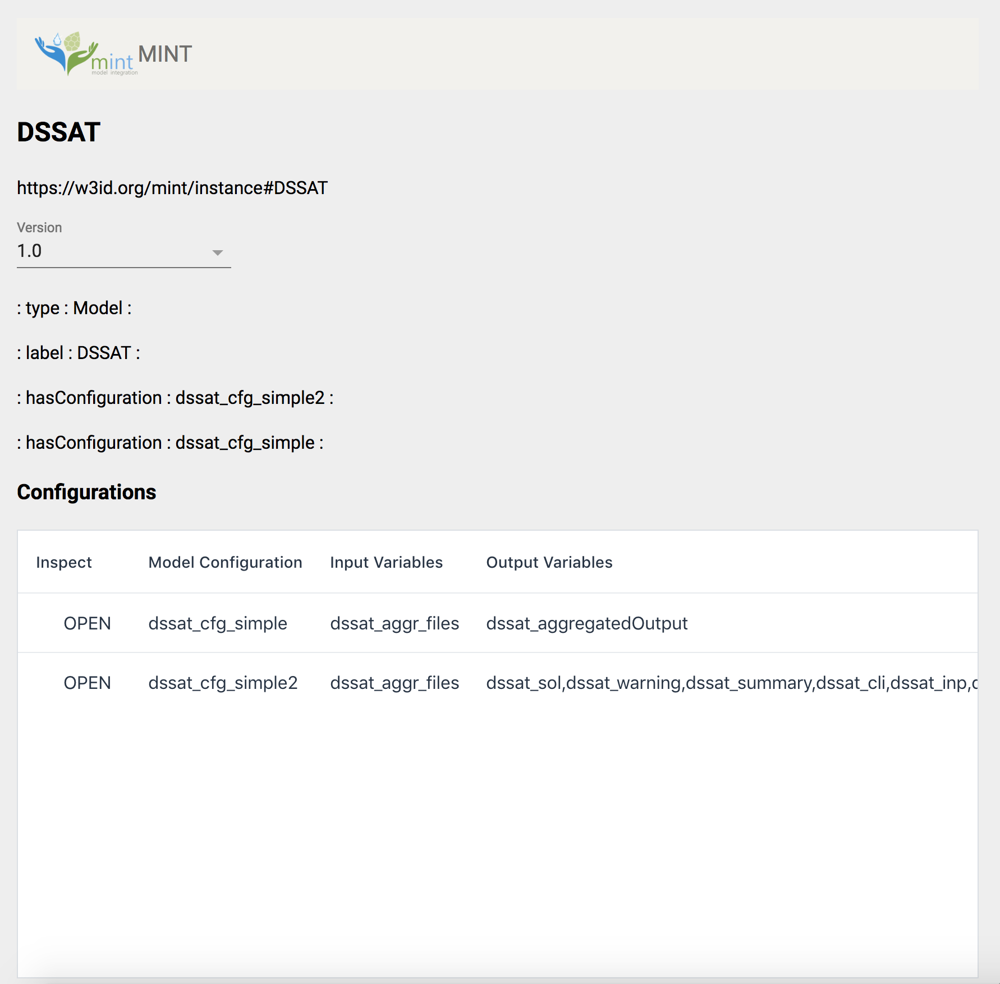 mint
model integration
MINT
DSSAT
https://w3id.org/mint/instance#DSSAT
Version
1.0
: type : Model :
: label : DSSAT :
: hasConfiguration : dssat_cfg_simple2 :
: hasConfiguration : dssat_cfg_simple :
Configurations
Inspect Model Configuration Input Variables Output Variables
OPEN dssat_cfg_simple dssat_aggr_files dssat_aggregatedOutput
OPEN dssat_cfg_simple2 dssat_aggr_files dssat_sol,dssat_warning,dssat_summary,dssat_cli,dssat_inp,